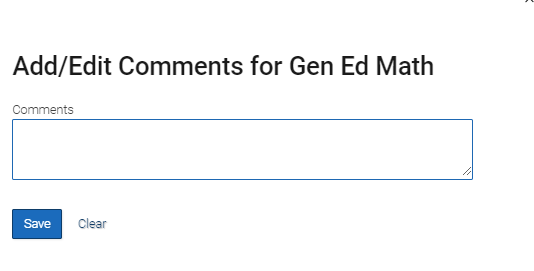 Add/Edit Comments for Gen Ed Math
Comments
Save Clear